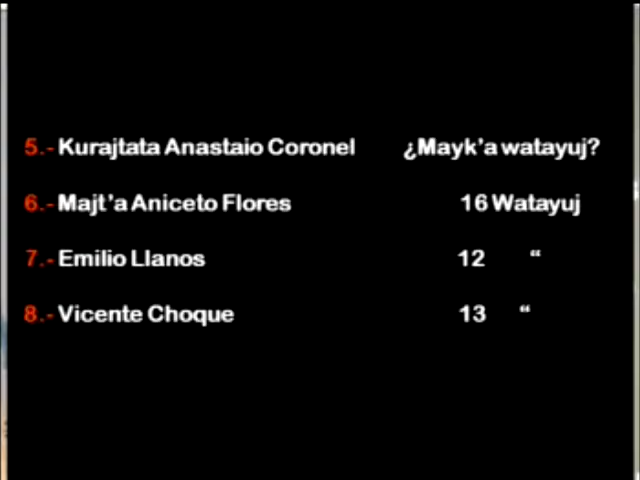 5.- Kurajtata Anastaio Coronel ¿Mayk’a watayuj?
6.- Majt’a Aniceto Flores 16 Watayuj
7.- Emilio Llanos 12 “
8.- Vicente Choque 13 “